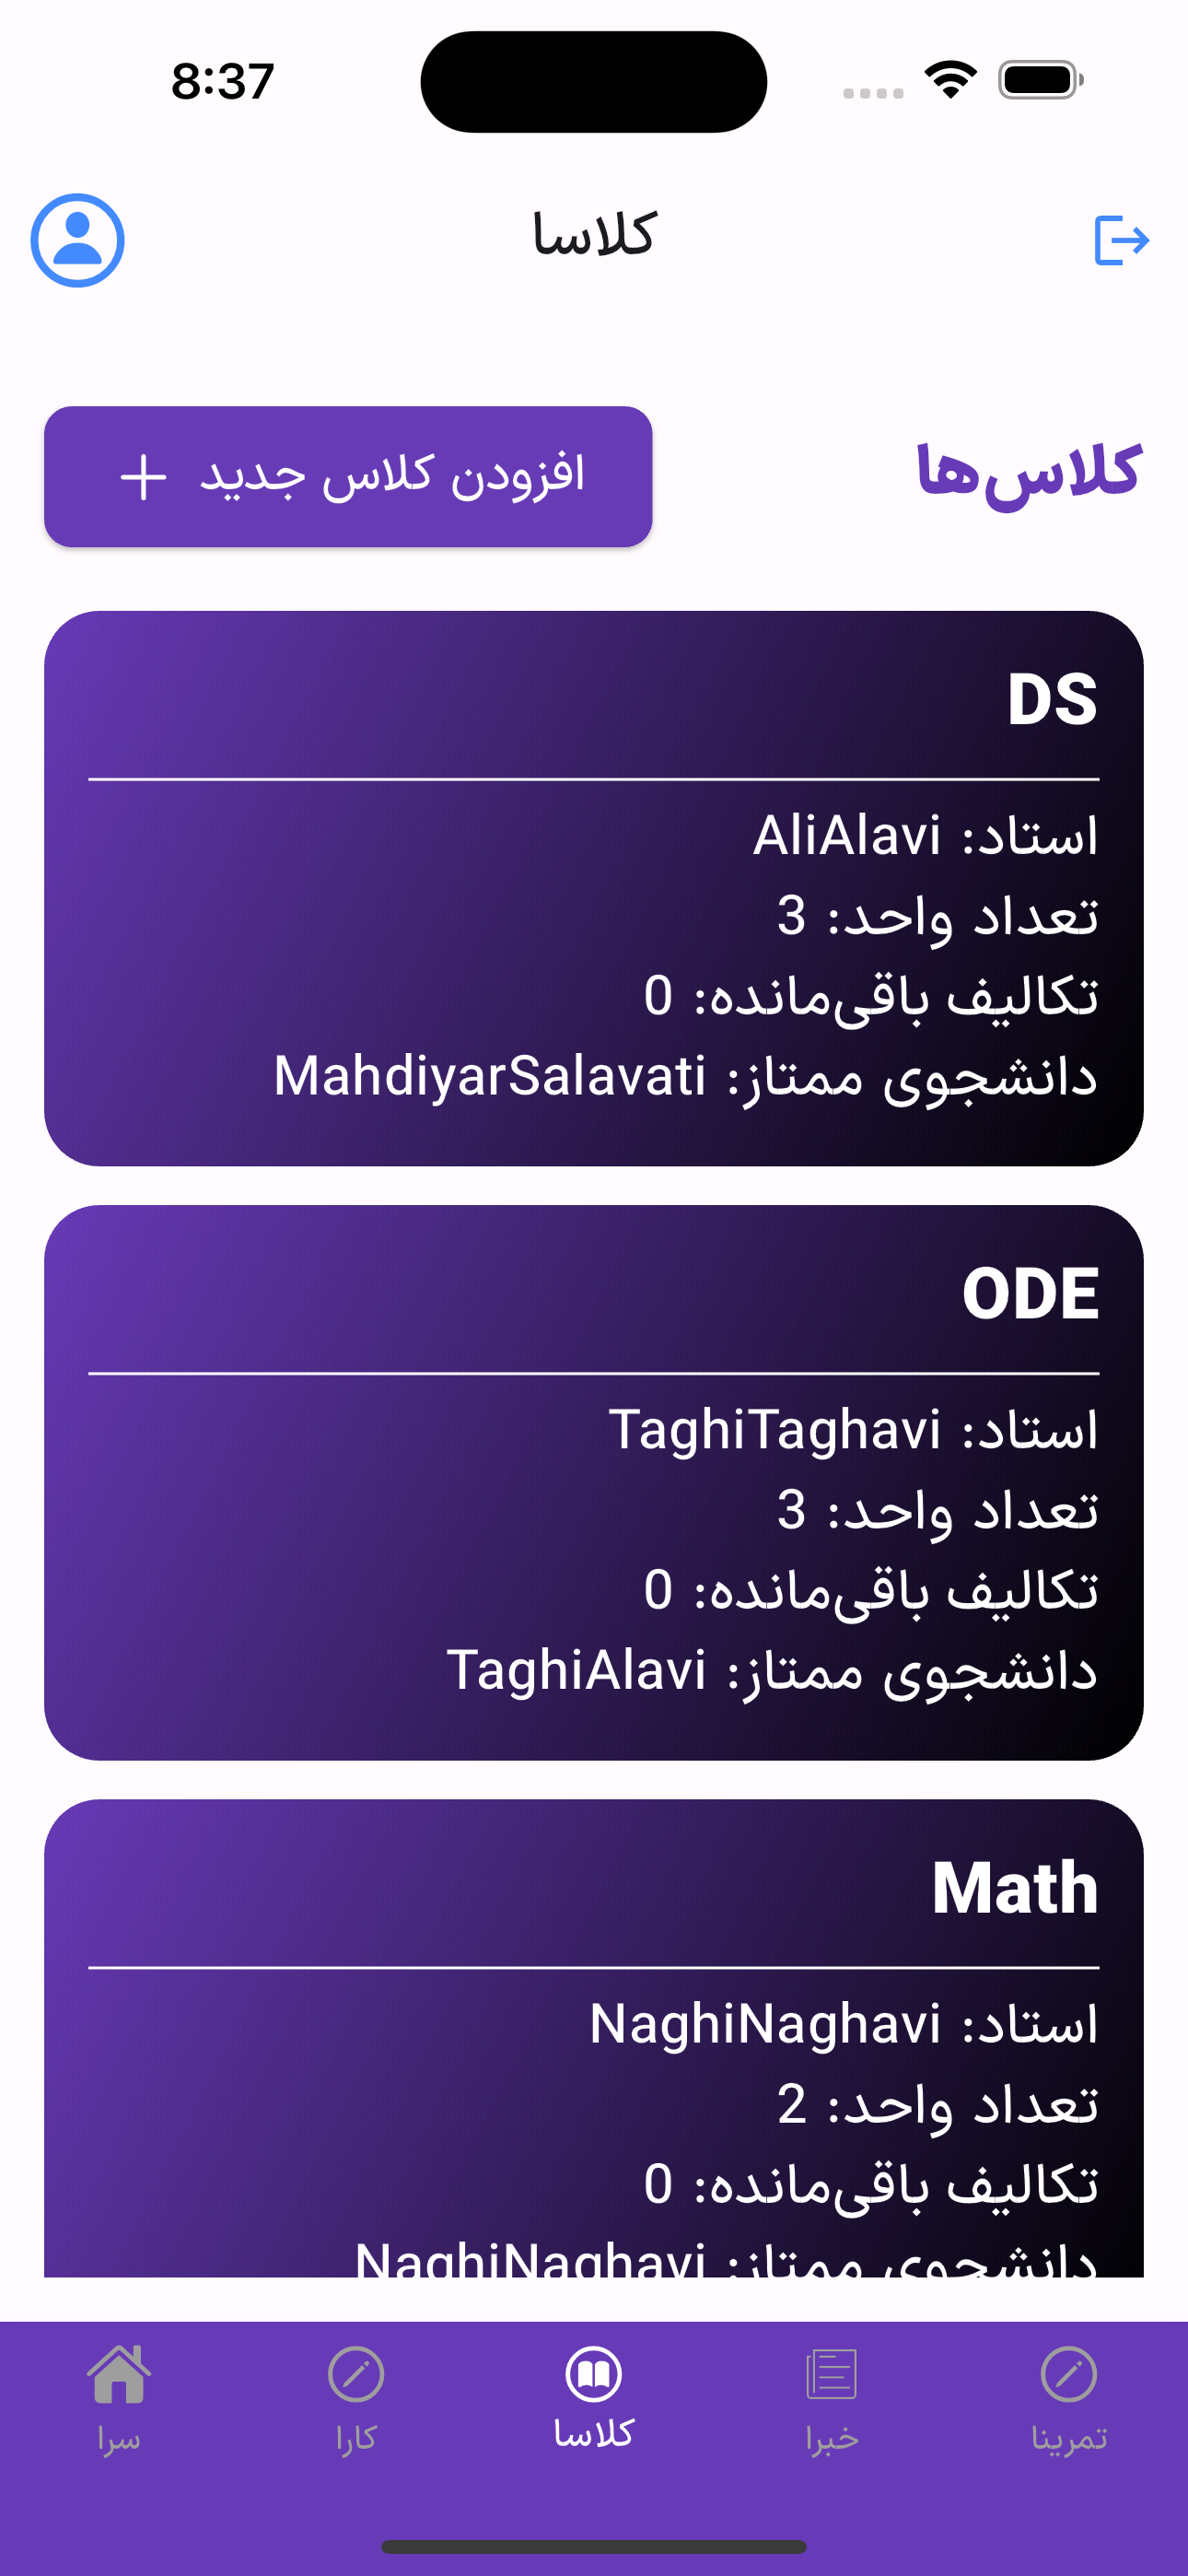 8:37
کلاسا
کلاس‌ها
افزودن کلاس جدید +
DS
استاد: AliAlavi
تعداد واحد: 3
تکالیف باقی‌مانده: 0
دانشجوی ممتاز: MahdiyarSalavati
ODE
استاد: TaghiTaghavi
تعداد واحد: 3
تکالیف باقی‌مانده: 0
دانشجوی ممتاز: TaghiAlavi
Math
استاد: NaghiNaghavi
تعداد واحد: 2
تکالیف باقی‌مانده: 0
دانشجوی ممتاز: NaghiNaghavi
تمرینا
خبرا
کلاسا
کارا
سرا